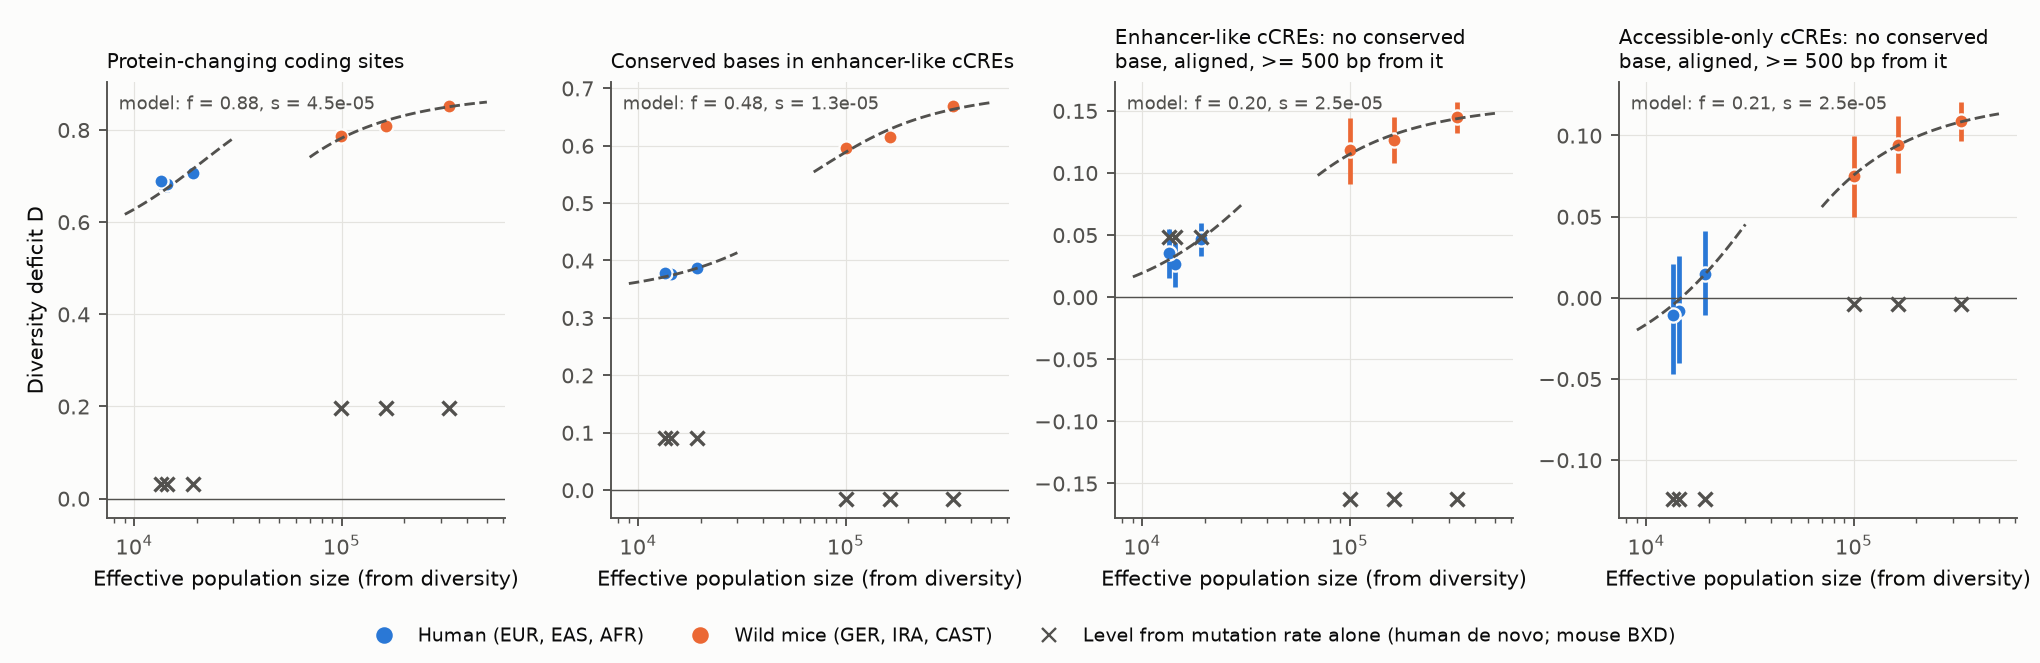 Protein-changing coding sites
model: f = 0.88, s = 4.5e-05
Diversity deficit D
0.8
0.6
0.4
0.2
0.0
10⁴
10⁵
Effective population size (from diversity)
Conserved bases in enhancer-like cCREs
model: f = 0.48, s = 1.3e-05
0.7
0.6
0.5
0.4
0.3
0.2
0.1
0.0
10⁴
10⁵
Effective population size (from diversity)
Enhancer-like cCREs: no conserved
base, aligned, >= 500 bp from it
model: f = 0.20, s = 2.5e-05
0.15
0.10
0.05
0.00
−0.05
−0.10
−0.15
10⁴
10⁵
Effective population size (from diversity)
Accessible-only cCREs: no conserved
base, aligned, >= 500 bp from it
model: f = 0.21, s = 2.5e-05
0.10
0.05
0.00
−0.05
−0.10
10⁴
10⁵
Effective population size (from diversity)
Human (EUR, EAS, AFR)
Wild mice (GER, IRA, CAST)
Level from mutation rate alone (human de novo; mouse BXD)